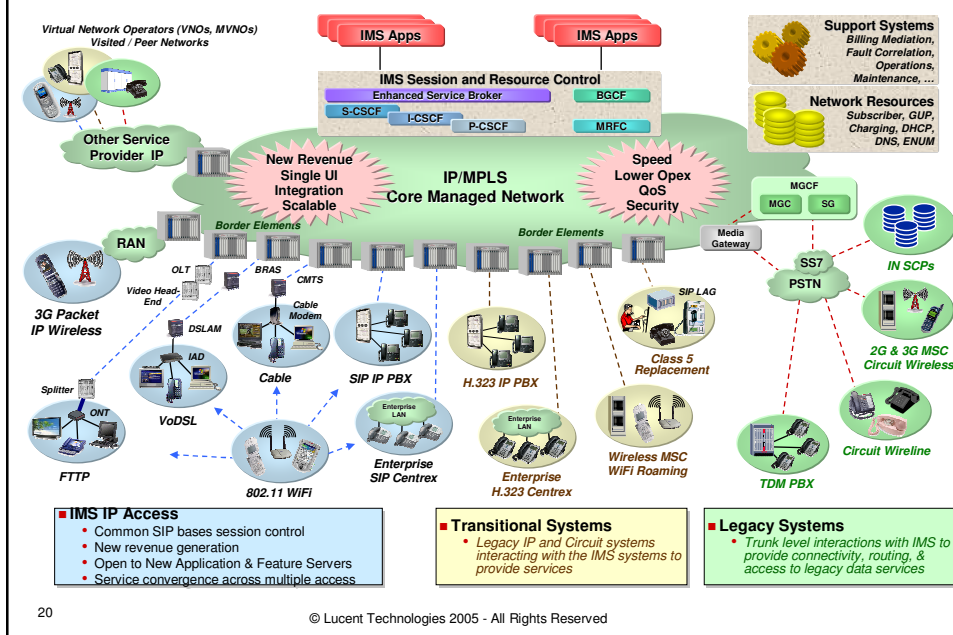 Virtual Network Operators (VNOs, MVNOs)
Visited / Peer Networks
IMS Apps
IMS Apps
Support Systems
Billing Mediation,
Fault Correlation,
Operations,
Maintenance, …
IMS Session and Resource Control
Enhanced Service Broker
BGCF
S-CSCF
I-CSCF
P-CSCF
MRFC
Network Resources
Subscriber, GUP,
Charging, DHCP,
DNS, ENUM
Other Service
Provider IP
New Revenue
Single UI
Integration
Scalable
IP/MPLS
Core Managed Network
Speed
Lower Opex
QoS
Security
MGCF
MGC
SG
Border Elements
Border Elements
Media
Gateway
RAN
SS7
PSTN
IN SCPs
3G Packet
IP Wireless
OLT
Video Head-
End
BRAS
CMTS
DSLAM
Cable
Modem
SIP LAG
IAD
Splitter
ONT
FTTP
VoDSL
Cable
SIP IP PBX
H.323 IP PBX
Class 5
Replacement
2G & 3G MSC
Circuit Wireless
802.11 WiFi
Enterprise
LAN
Enterprise
SIP Centrex
Enterprise
LAN
Enterprise
H.323 Centrex
Wireless MSC
WiFi Roaming
TDM PBX
Circuit Wireline
■ IMS IP Access
• Common SIP bases session control
• New revenue generation
• Open to New Application & Feature Servers
• Service convergence across multiple access
■ Transitional Systems
• Legacy IP and Circuit systems
interacting with the IMS systems to
provide services
■ Legacy Systems
• Trunk level interactions with IMS to
provide connectivity, routing, &
access to legacy data services
20
© Lucent Technologies 2005 - All Rights Reserved